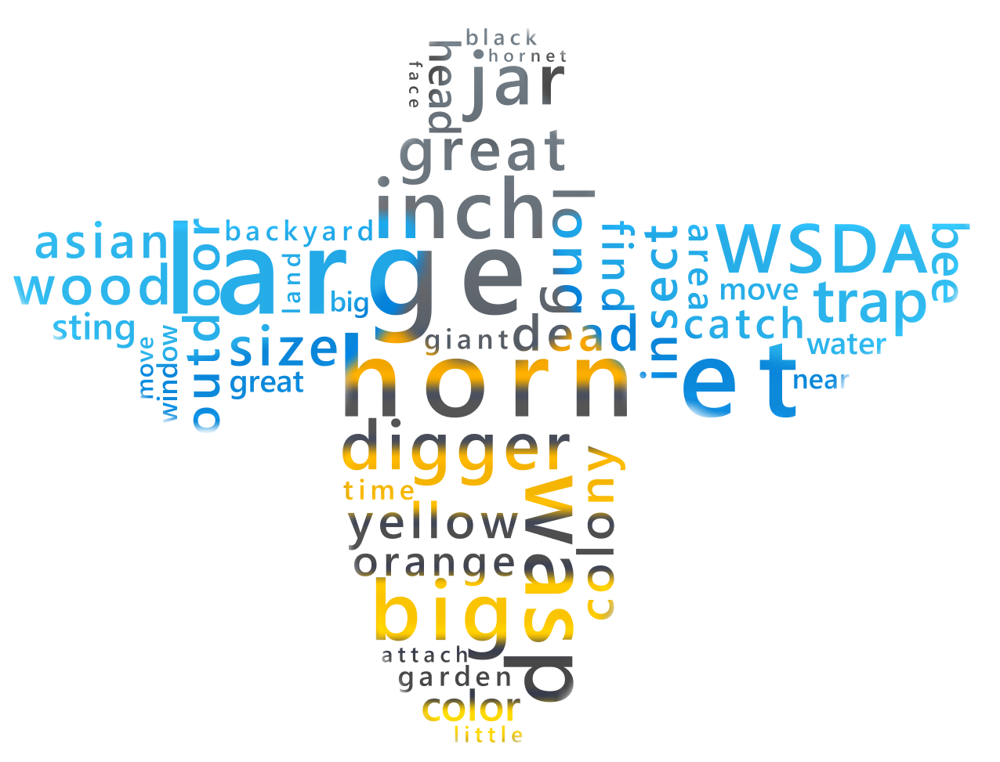 black
hornet
head
face
jar
great
inch
long
asian
backyard
find
insect
area
WSDA
bee
large
land
outdoor
wood
big
move
trap
sting
catch
giant
dead
size
water
window
move
great
hornet
near
digger
colony
time
wasp
yellow
orange
big
attach
garden
color
little